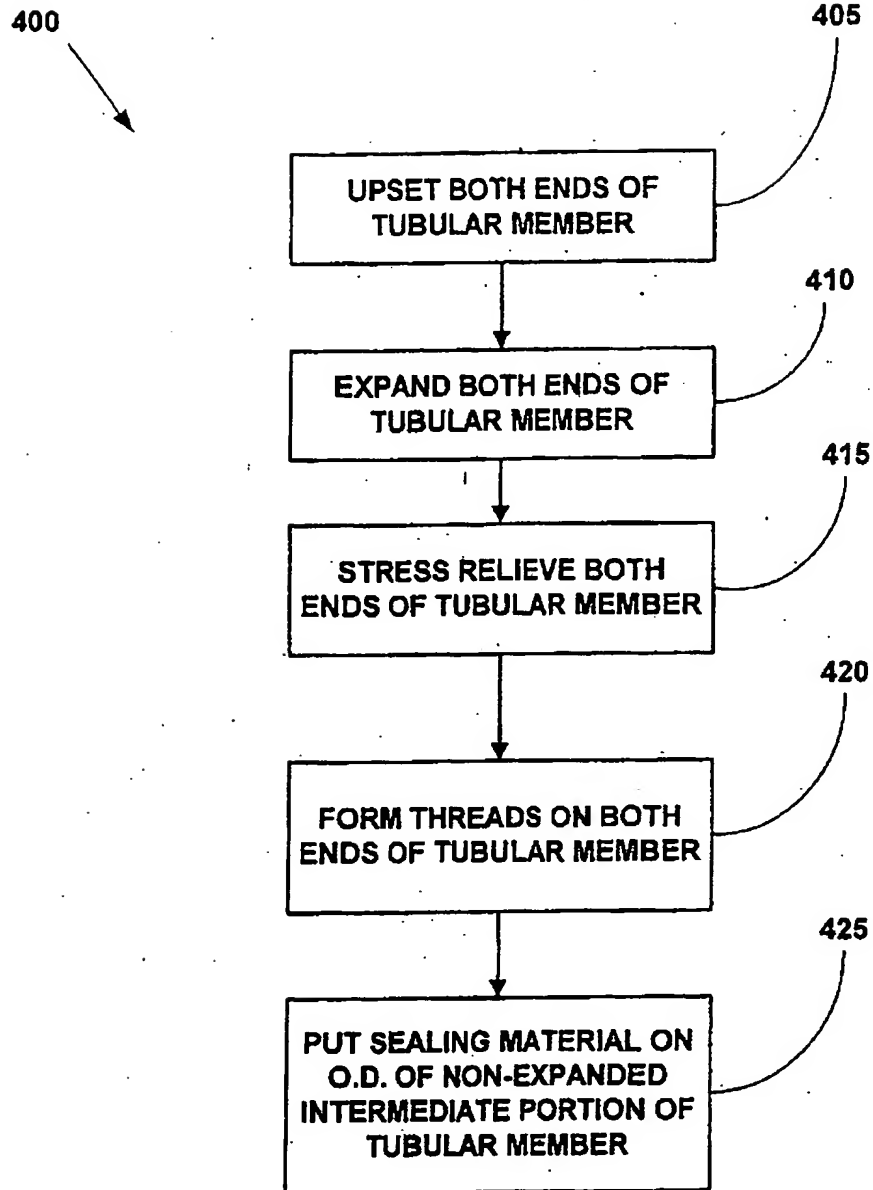 400
405
UPSET BOTH ENDS OF
TUBULAR MEMBER
410
EXPAND BOTH ENDS OF
TUBULAR MEMBER
415
STRESS RELIEVE BOTH
ENDS OF TUBULAR MEMBER
420
FORM THREADS ON BOTH
ENDS OF TUBULAR MEMBER
425
PUT SEALING MATERIAL ON
O.D. OF NON-EXPANDED
INTERMEDIATE PORTION OF
TUBULAR MEMBER